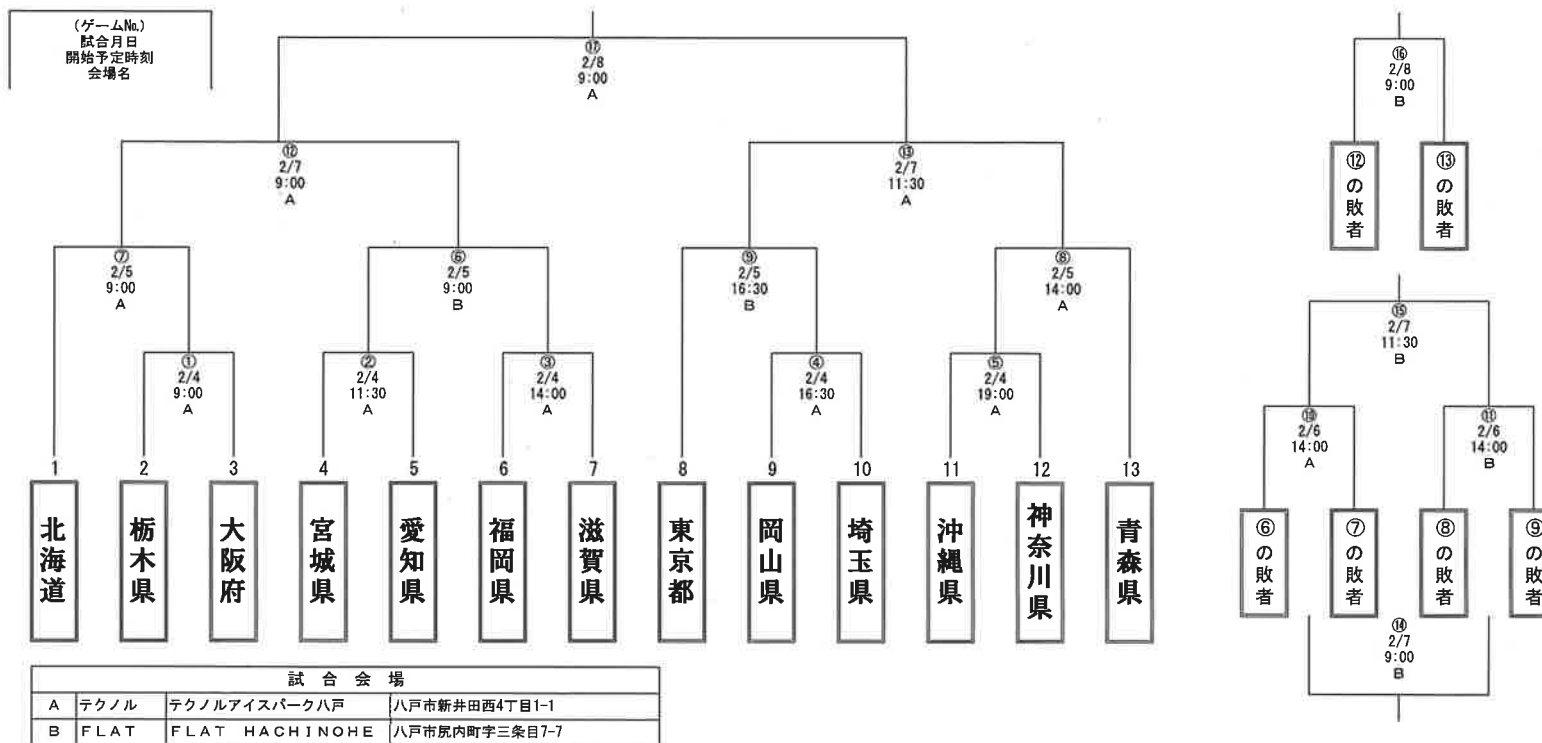 (ゲームNo.)
試合月日
開始予定時刻
会場名
⑰
2/8
9:00
A
⑫
2/7
9:00
A
⑬
2/7
11:30
A
⑦
2/5
9:00
A
⑥
2/5
9:00
B
⑨
2/5
16:30
B
⑧
2/5
14:00
A
①
2/4
9:00
A
②
2/4
11:30
A
③
2/4
14:00
A
④
2/4
16:30
A
⑤
2/4
19:00
A
1 2 3 4 5 6 7 8 9 10 11 12 13
北海道
栃木県
大阪府
宮城県
愛知県
福岡県
滋賀県
東京都
岡山県
埼玉県
沖縄県
神奈川県
青森県
⑯
2/8
9:00
B
⑫の敗者
⑬の敗者
⑮
2/7
11:30
B
⑩
2/6
14:00
A
⑪
2/6
14:00
B
⑥の敗者
⑦の敗者
⑧の敗者
⑨の敗者
⑭
2/7
9:00
B
試合会場
A テクノル テクノルアイスパーク八戸 八戸市新井田西4丁目1-1
B FLAT FLAT HACHINOHE 八戸市尻内町字三条目7-7